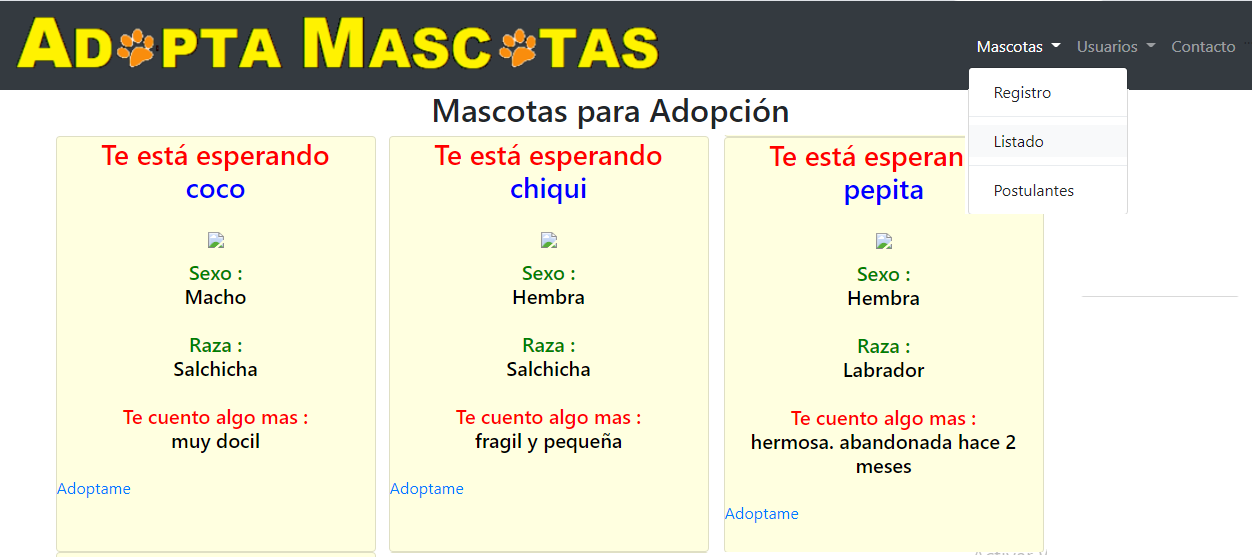 ADOPTA MASCOTAS
Mascotas Usuarios Contacto
Registro
Listado
Postulantes
Mascotas para Adopción
Te está esperando
coco
Sexo :
Macho
Raza :
Salchicha
Te cuento algo mas :
muy docil
Adoptame
Te está esperando
chiqui
Sexo :
Hembra
Raza :
Salchicha
Te cuento algo mas :
fragil y pequeña
Adoptame
Te está esperan
pepita
Sexo :
Hembra
Raza :
Labrador
Te cuento algo mas :
hermosa. abandonada hace 2
meses
Adoptame